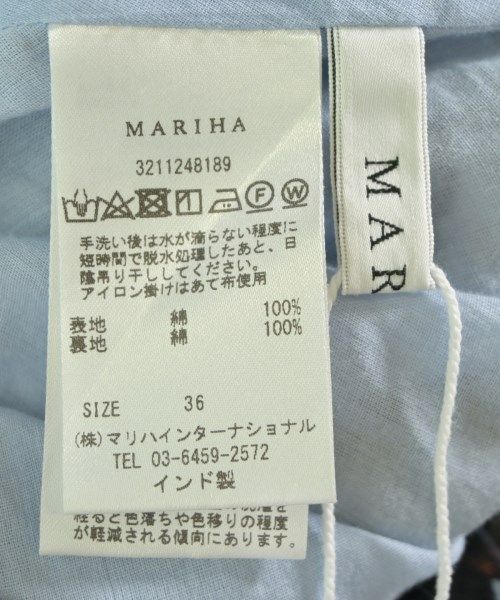 MARIHA
3211248189
手洗い後は水が滴らない程度に
短時間で脱水処理したあと、日
陰吊り干ししてください。
アイロン掛けはあて布使用
表地 綿 100%
裏地 綿 100%
SIZE 36
(株)マリハインターナショナル
TEL 03-6459-2572
インド製
ると色落ちや色移りの程度
が軽減される傾向にあります。
MAR